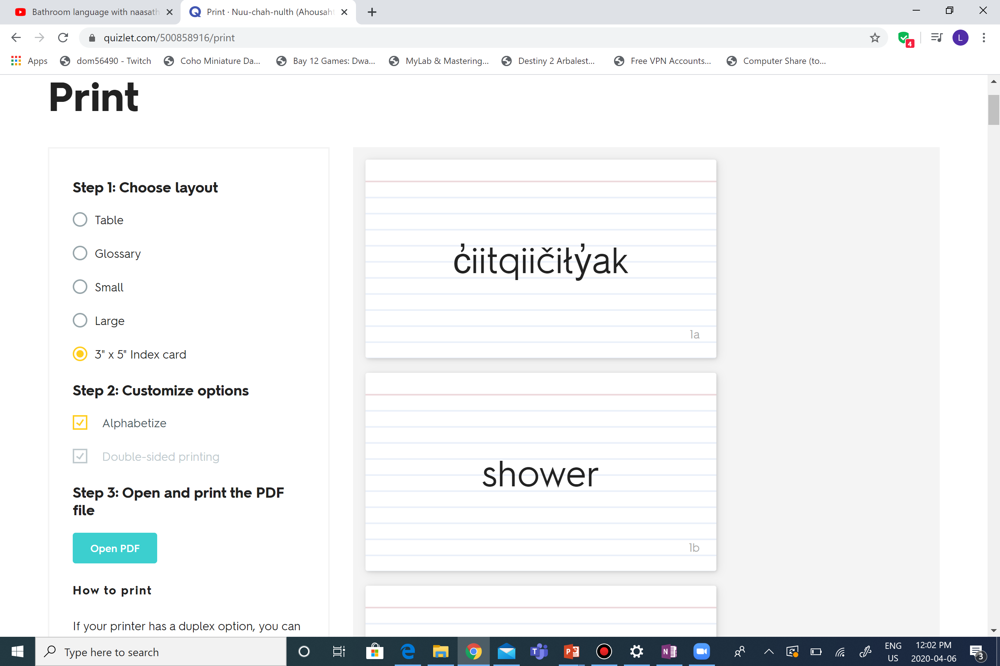 Bathroom language with naasath
Print · Nuu-chah-nulth (Ahousaht
quizlet.com/500858916/print
4
L
Apps
dom56490 - Twitch
Coho Miniature Da...
Bay 12 Games: Dwa...
MyLab & Mastering...
Destiny 2 Arbalest...
Free VPN Accounts...
Computer Share (to...
Print
Step 1: Choose layout
Table
Glossary
Small
Large
3" x 5" Index card
Step 2: Customize options
Alphabetize
Double-sided printing
Step 3: Open and print the PDF
file
Open PDF
How to print
If your printer has a duplex option, you can
c̓iitqiičiły̓ak
1a
shower
1b
Type here to search
ENG
US
12:02 PM
2020-04-06
3